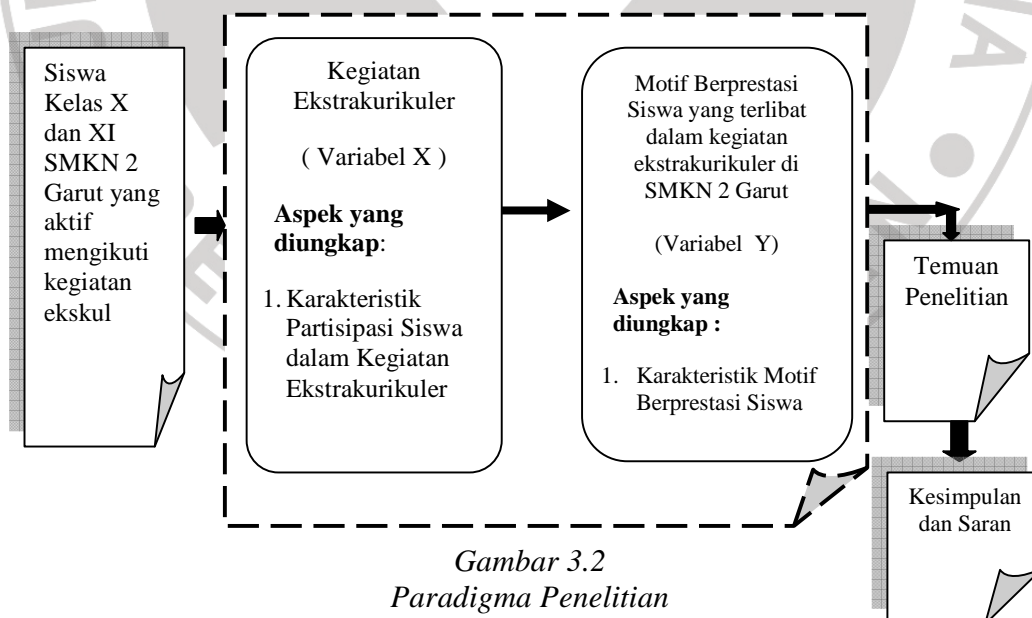 Siswa
Kelas X
dan XI
SMKN 2
Garut yang
aktif
mengikuti
kegiatan
ekskul
Kegiatan
Ekstrakurikuler
( Variabel X )
Aspek yang
diungkap:
1. Karakteristik
Partisipasi Siswa
dalam Kegiatan
Ekstrakurikuler
Motif Berprestasi
Siswa yang terlibat
dalam kegiatan
ekstrakurikuler di
SMKN 2 Garut
(Variabel Y)
Aspek yang
diungkap :
1. Karakteristik Motif
Berprestasi Siswa
Temuan
Penelitian
Kesimpulan
dan Saran
Gambar 3.2
Paradigma Penelitian